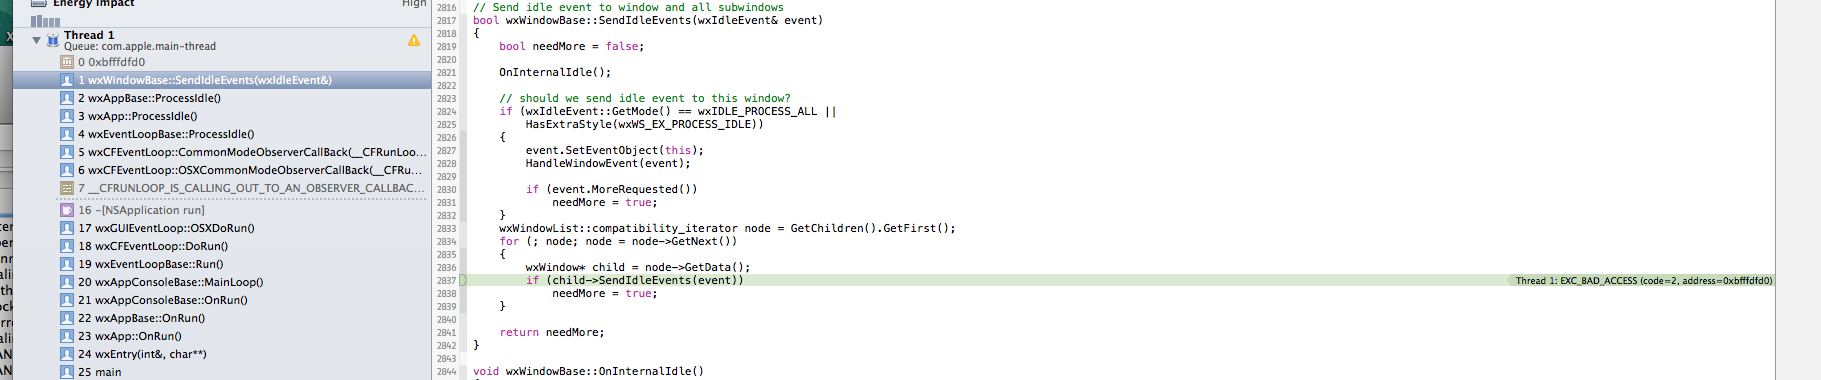 Energy Impact
High
Thread 1
Queue: com.apple.main-thread
0 0xbfffdfd0
1 wxWindowBase::SendIdleEvents(wxIdleEvent&)
2 wxAppBase::ProcessIdle()
3 wxApp::ProcessIdle()
4 wxEventLoopBase::ProcessIdle()
5 wxCFEventLoop::CommonModeObserverCallBack(__CFRunLoo...
6 wxCFEventLoop::OSXCommonModeObserverCallBack(__CFRu...
7 __CFRUNLOOP_IS_CALLING_OUT_TO_AN_OBSERVER_CALLBAC...
16 -[NSApplication run]
17 wxGUIEventLoop::OSXDoRun()
18 wxCFEventLoop::DoRun()
19 wxEventLoopBase::Run()
20 wxAppConsoleBase::MainLoop()
21 wxAppConsoleBase::OnRun()
22 wxAppBase::OnRun()
23 wxApp::OnRun()
24 wxEntry(int&, char**)
25 main
2816 // Send idle event to window and all subwindows
2817 bool wxWindowBase::SendIdleEvents(wxIdleEvent& event)
2818 {
2819 bool needMore = false;
2820
2821 OnInternalIdle();
2822
2823 // should we send idle event to this window?
2824 if (wxIdleEvent::GetMode() == wxIDLE_PROCESS_ALL ||
2825 HasExtraStyle(wxWS_EX_PROCESS_IDLE))
2826 {
2827 event.SetEventObject(this);
2828 HandleWindowEvent(event);
2829
2830 if (event.MoreRequested())
2831 needMore = true;
2832 }
2833 wxWindowList::compatibility_iterator node = GetChildren().GetFirst();
2834 for (; node; node = node->GetNext())
2835 {
2836 wxWindow* child = node->GetData();
2837 if (child->SendIdleEvents(event)) Thread 1: EXC_BAD_ACCESS (code=2, address=0xbfffdfd0)
2838 needMore = true;
2839 }
2840
2841 return needMore;
2842 }
2843
2844 void wxWindowBase::OnInternalIdle()